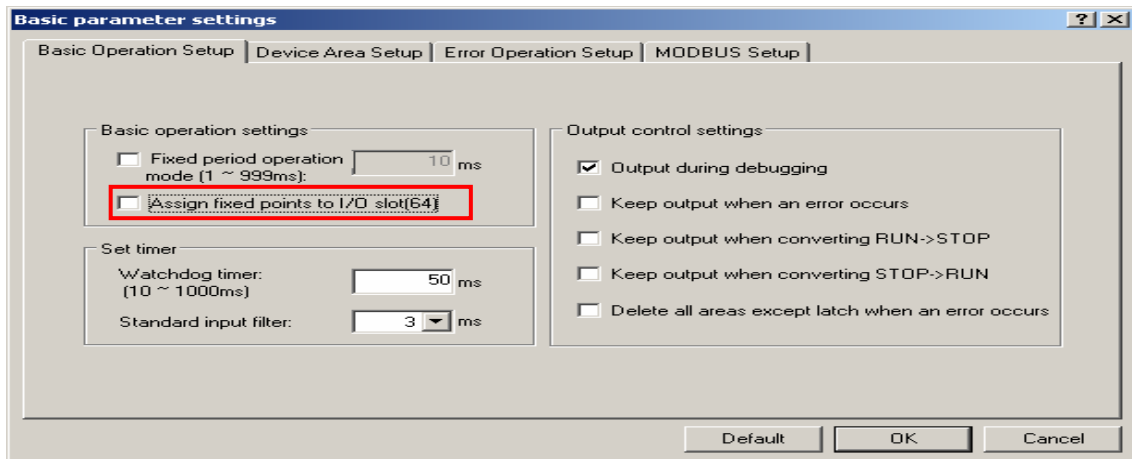 Basic parameter settings
Basic Operation Setup
Device Area Setup
Error Operation Setup
MODBUS Setup
Basic operation settings
Fixed period operation
mode (1 ~ 999ms):
10 ms
Assign fixed points to I/O slot(64)
Set timer
Watchdog timer:
(10 ~ 1000ms)
50 ms
Standard input filter:
3 ms
Output control settings
Output during debugging
Keep output when an error occurs
Keep output when converting RUN->STOP
Keep output when converting STOP->RUN
Delete all areas except latch when an error occurs
Default
OK
Cancel